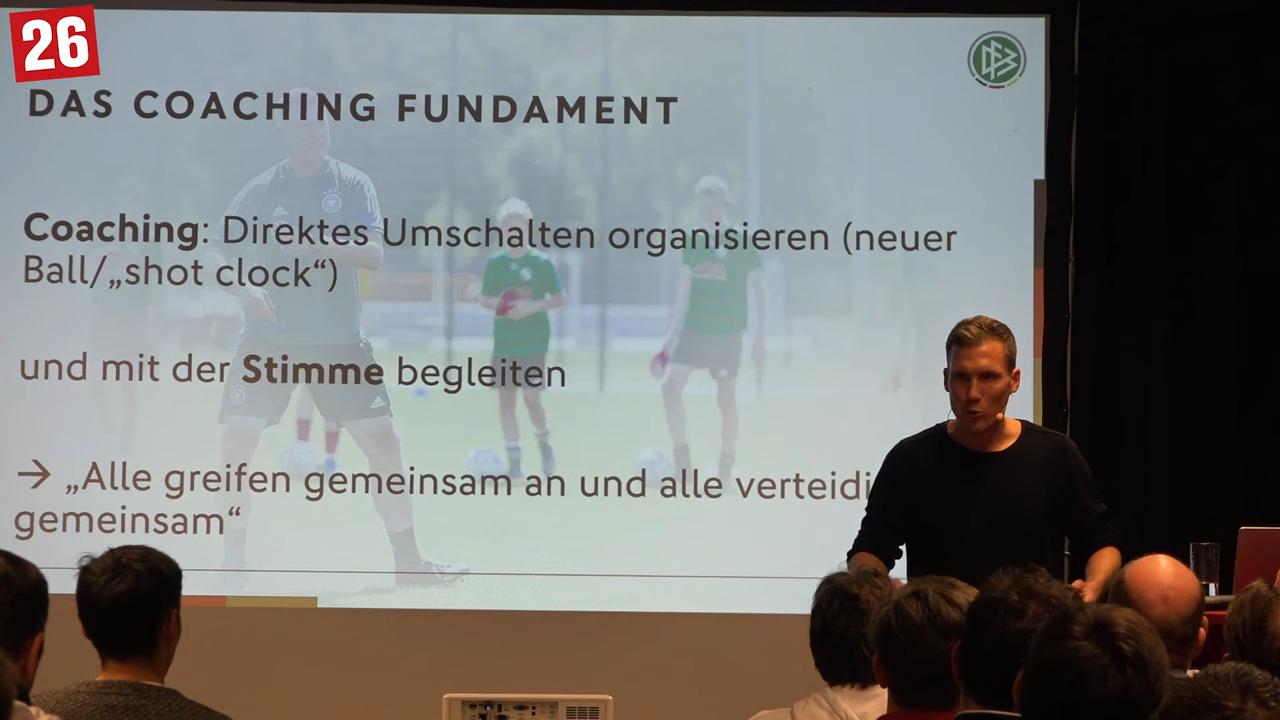 26
DFB
DAS COACHING FUNDAMENT
Coaching: Direktes Umschalten organisieren (neuer
Ball/„shot clock“)
und mit der Stimme begleiten
→ „Alle greifen gemeinsam an und alle
gemeinsam“